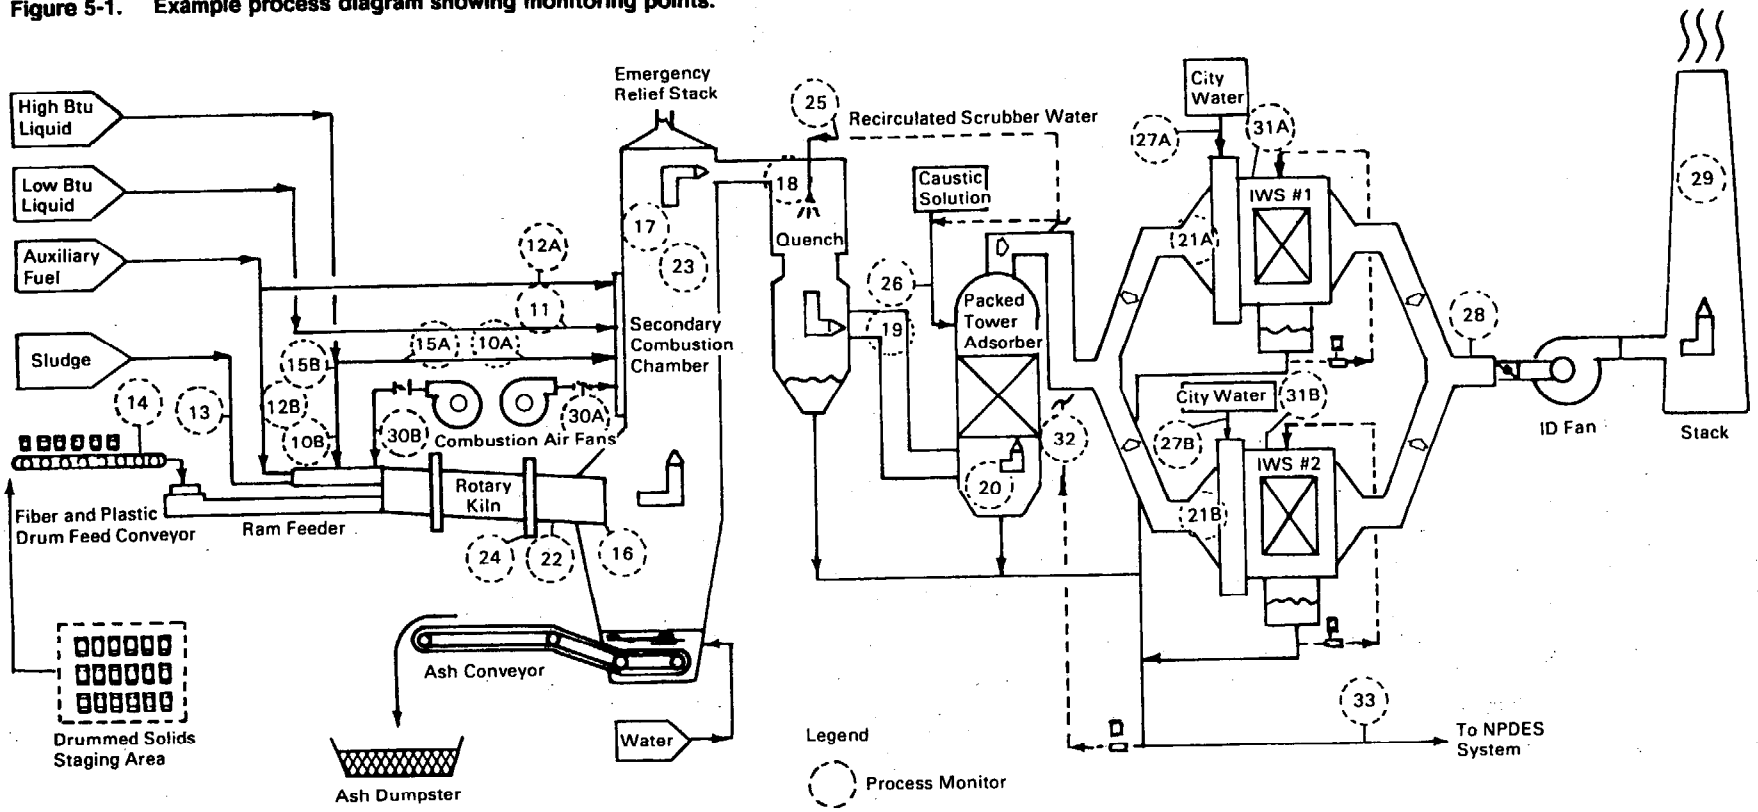 Figure 5-1. Example process diagram showing monitoring points.
High Btu
Liquid
Low Btu
Liquid
Auxiliary
Fuel
Sludge
14
13
12B
10B
15B
15A
10A
11
12A
30B
30A
Combustion Air Fans
Emergency
Relief Stack
17
23
Secondary
Combustion
Chamber
Fiber and Plastic
Drum Feed Conveyor
Ram Feeder
Rotary
Kiln
24
22
16
Drummed Solids
Staging Area
Ash Conveyor
Ash Dumpster
Water
18
25
Recirculated Scrubber Water
Quench
Caustic
Solution
26
19
Packed
Tower
Adsorber
20
32
City
Water
27A
31A
IWS #1
21A
City Water
31B
27B
IWS #2
21B
28
ID Fan
29
Stack
33
To NPDES
System
Legend
Process Monitor